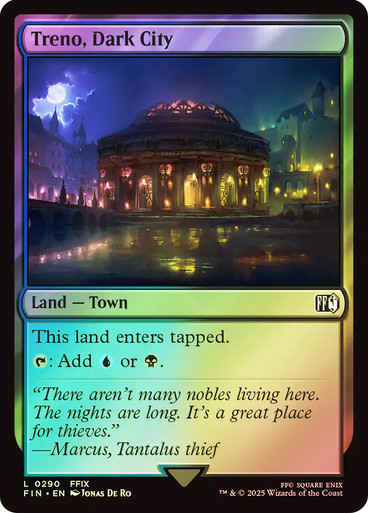 Treno, Dark City
Land — Town
FF
This land enters tapped.
: Add or .
“There aren’t many nobles living here.
The nights are long. It’s a great place
for thieves.”
—Marcus, Tantalus thief
L 0290 FFIX
FIN • EN Jonas De Ro
FF© SQUARE ENIX
™ & © 2025 Wizards of the Coast